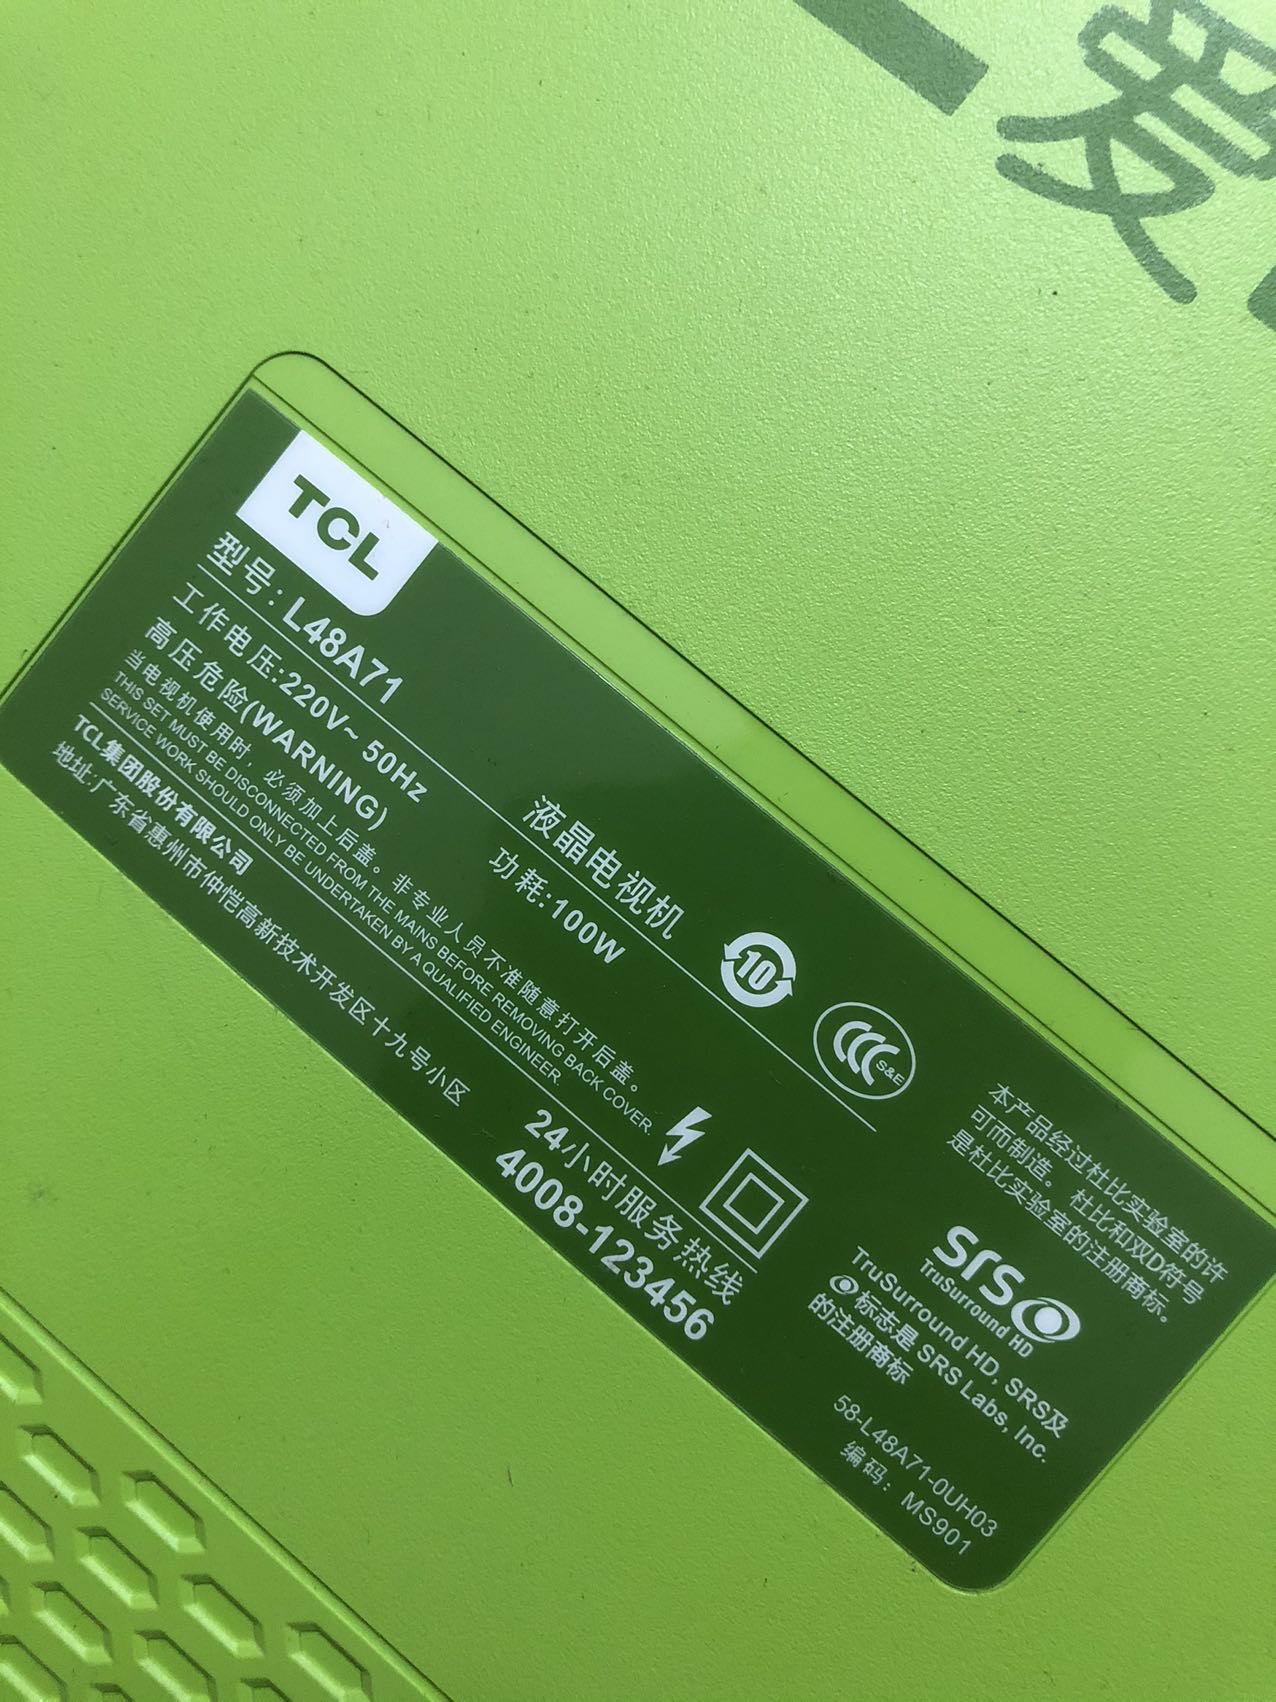 爱
TCL
型号: L48A71
液晶电视机
工作电压:220V~ 50Hz
功耗:100W
高压危险(WARNING)
当电视机使用时，必须加上后盖。非专业人员不准随意打开后盖。
THIS SET MUST BE DISCONNECTED FROM THE MAINS BEFORE REMOVING BACK COVER.
SERVICE WORK SHOULD ONLY BE UNDERTAKEN BY A QUALIFIED ENGINEER.
TCL集团股份有限公司
地址:广东省惠州市仲恺高新技术开发区十九号小区
24小时服务热线
4008-123456
10
CCC
S&E
本产品经过杜比实验室的许
可而制造。杜比和双D符号
是杜比实验室的注册商标。
SRS
TruSurround HD
TruSurround HD, SRS及
标志是 SRS Labs, Inc.
的注册商标
58-L48A71-0UH03
编码: MS901